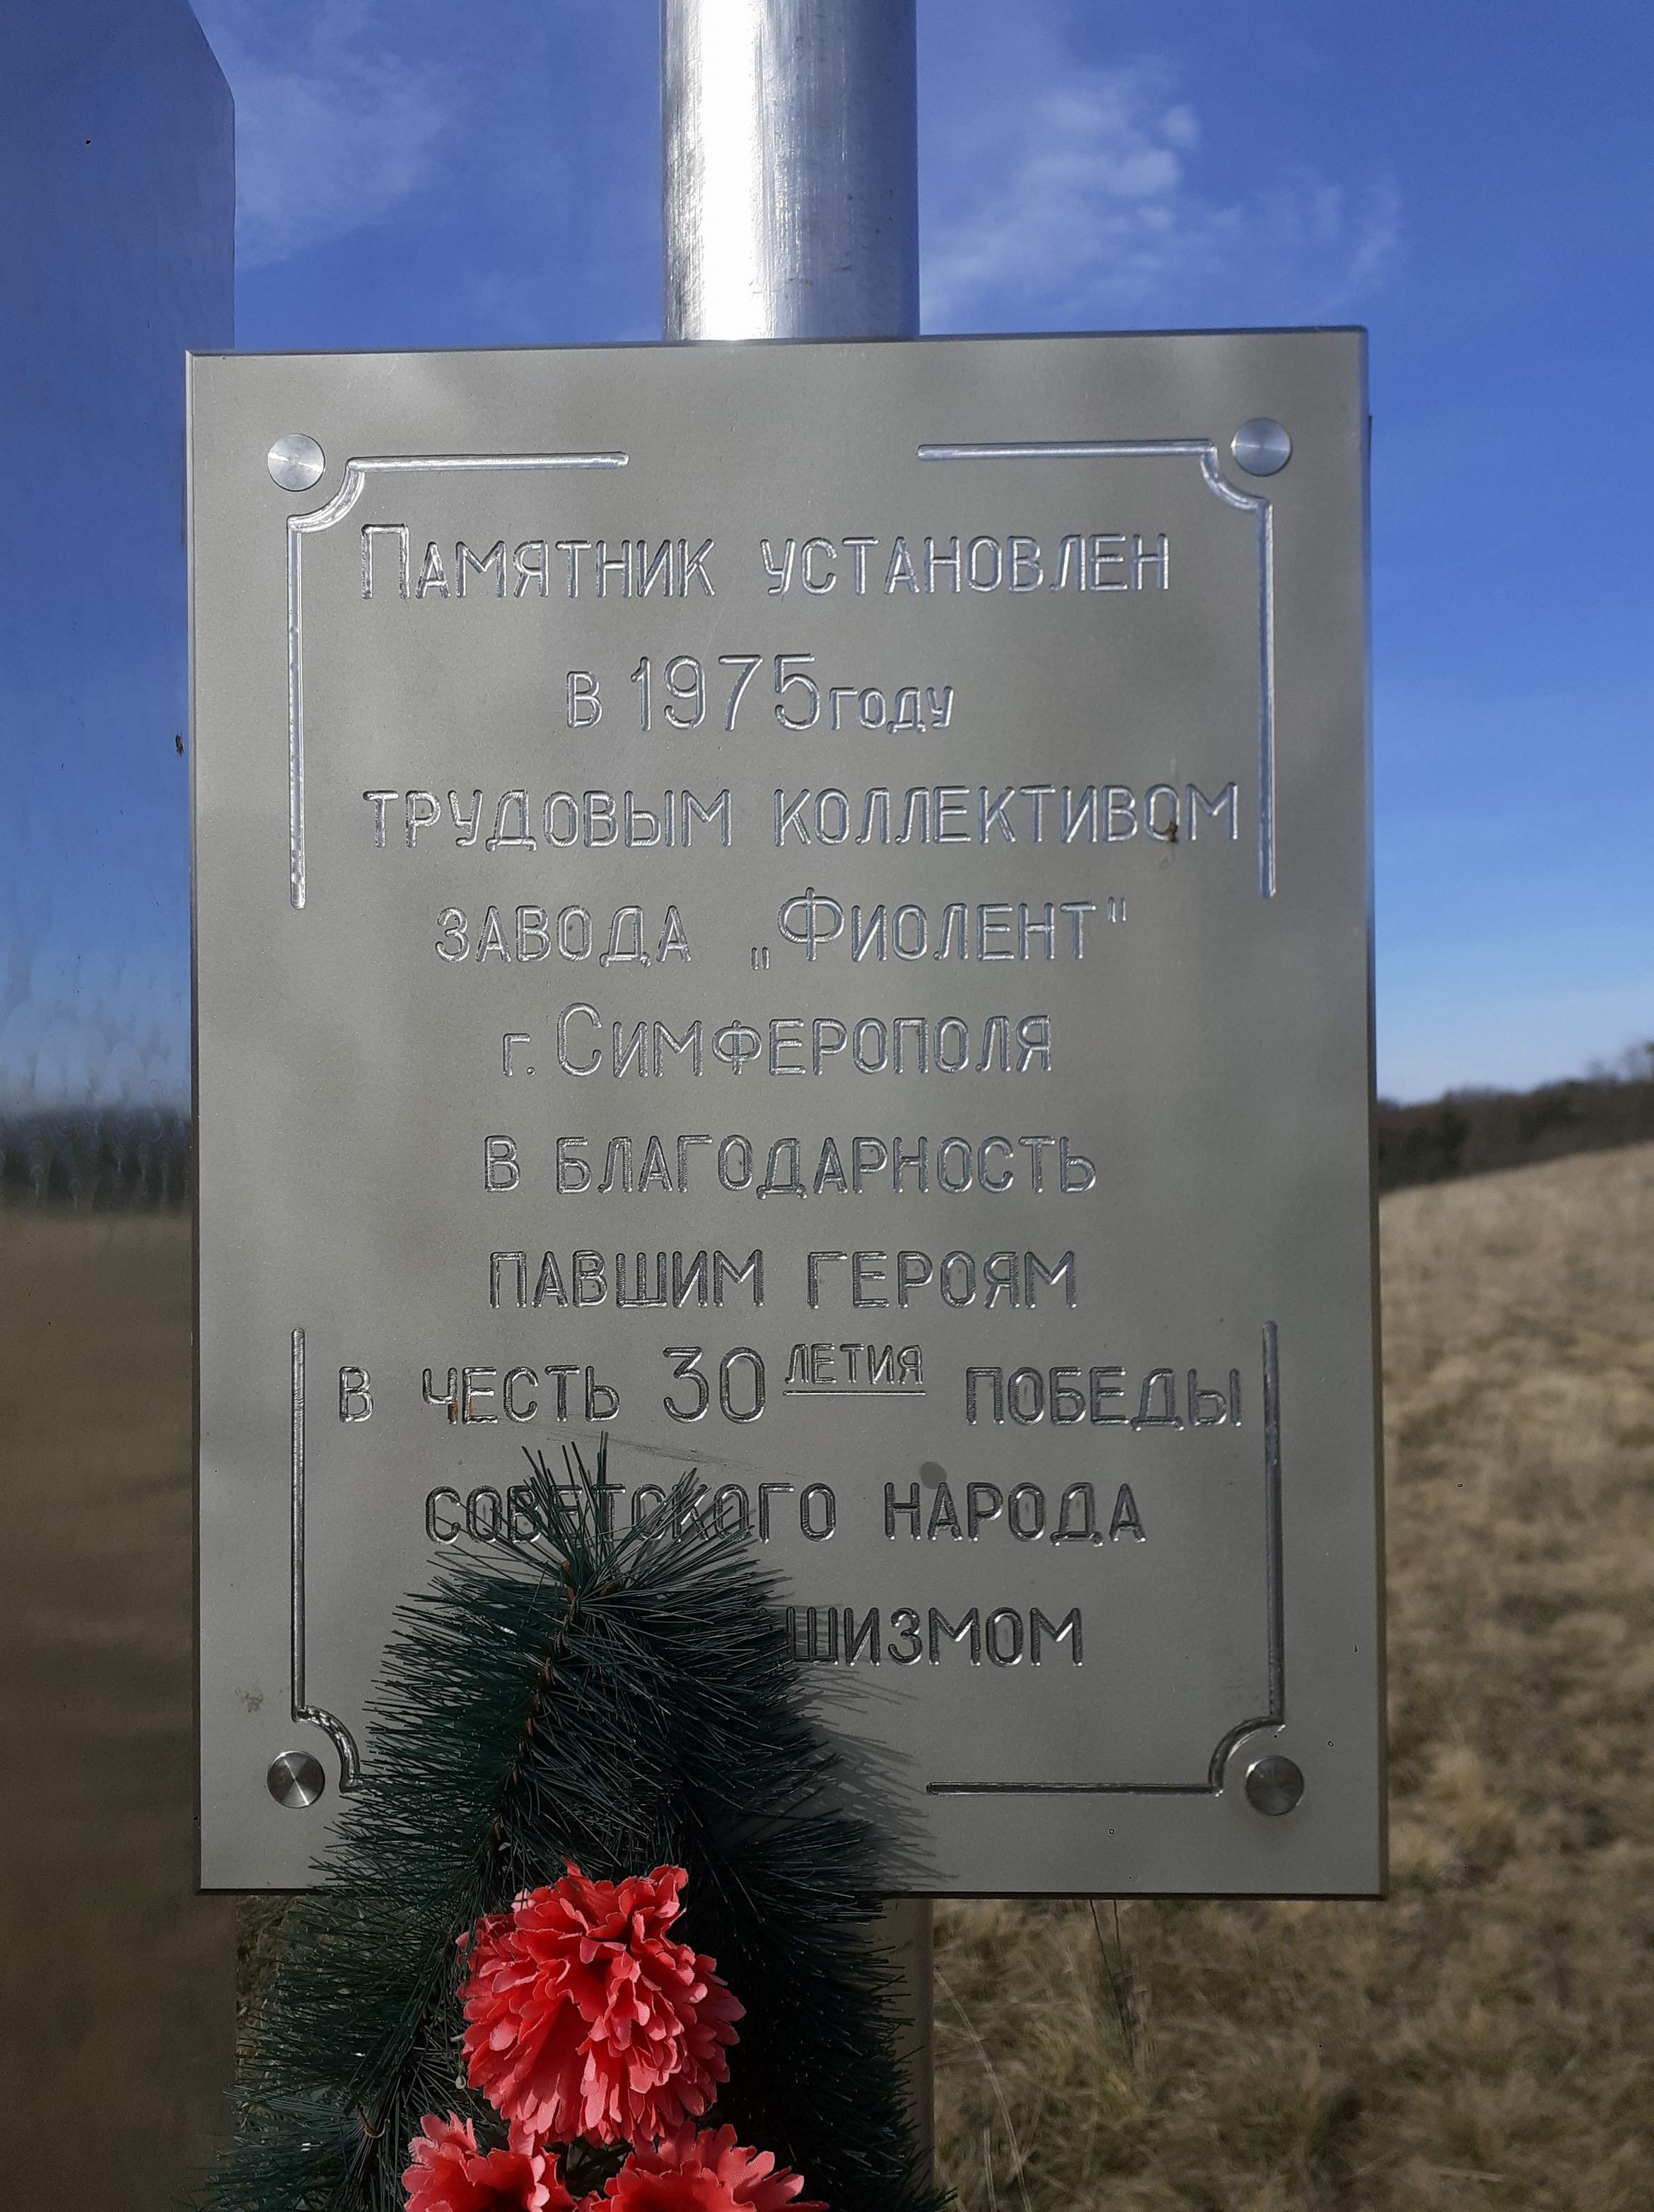 Памятник установлен
в 1975 году
трудовым коллективом
завода „Фиолент"
г. Симферополя
в благодарность
павшим героям
в честь 30 летия победы
советского народа